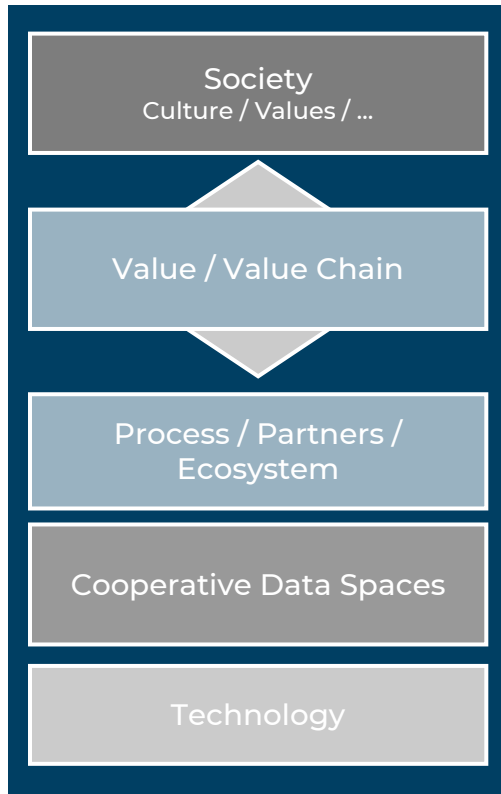 Society
Culture / Values / ...
Value / Value Chain
Process / Partners /
Ecosystem
Cooperative Data Spaces
Technology